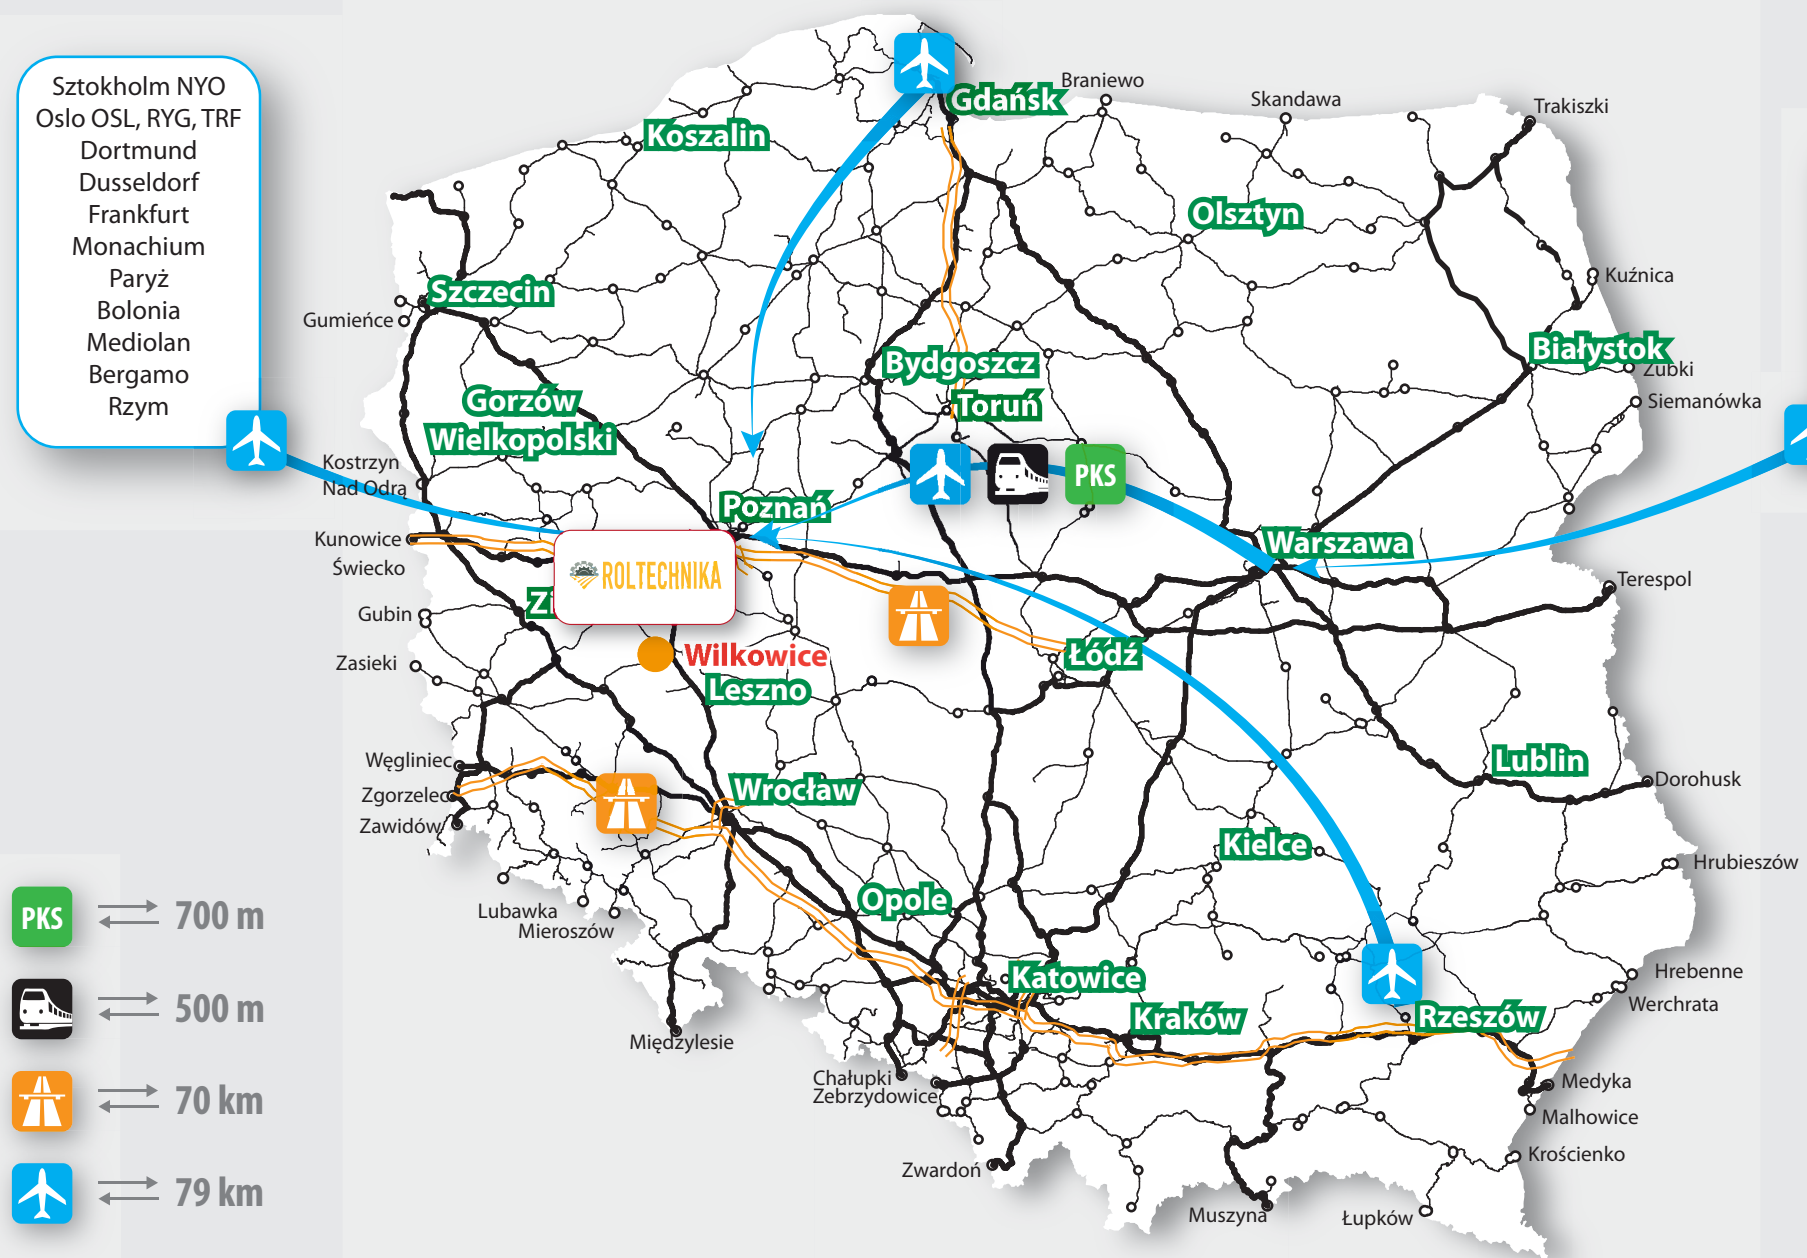 Sztokholm NYO
Oslo OSL, RYG, TRF
Dortmund
Dusseldorf
Frankfurt
Monachium
Paryż
Bolonia
Mediolan
Bergamo
Rzym
Gdańsk
Braniewo
Skandawa
Trakiszki
Koszalin
Olsztyn
Kuźnica
Szczecin
Gumieńce
Białystok
Zubki
Siemanówka
Bydgoszcz
Toruń
Gorzów
Wielkopolski
Kostrzyn
Nad Odrą
PKS
Poznań
Kunowice
Świecko
Warszawa
Terespol
ROLTECHNIKA
Zi
Gubin
Zasieki
Wilkowice
Leszno
Łódź
Węgliniec
Zgorzelec
Zawidów
Wrocław
Lublin
Dorohusk
Kielce
Hrubieszów
Opole
Lubawka
Mieroszów
Katowice
Kraków
Rzeszów
Hrebenne
Werchrata
Międzylesie
Chałupki
Zebrzydowice
Medyka
Malhowice
Krościenko
Zwardoń
Muszyna
Łupków
PKS 700 m
500 m
70 km
79 km